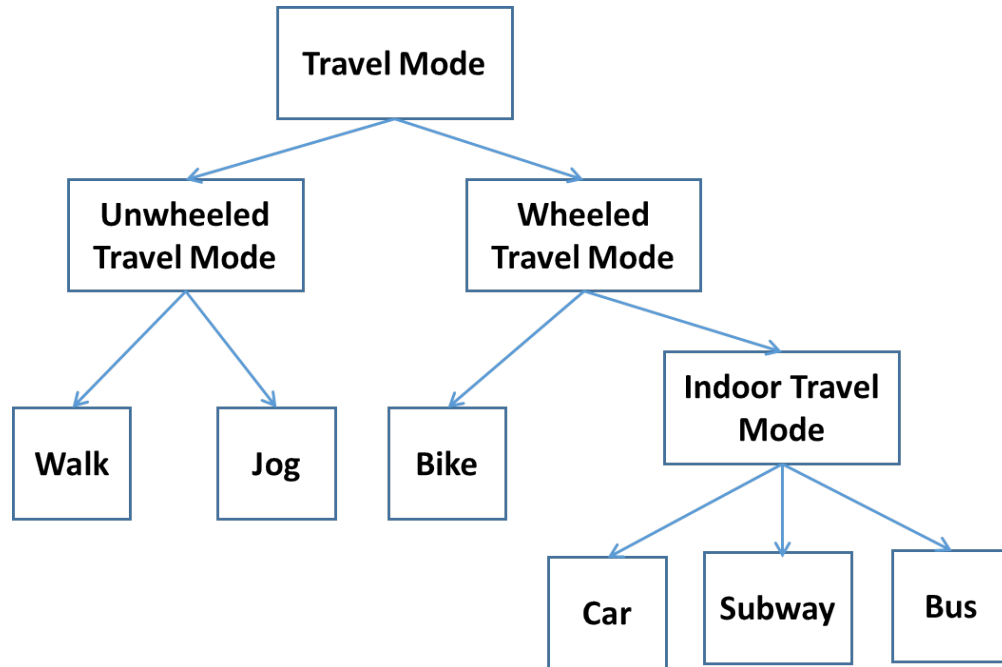 Travel Mode
Unwheeled
Travel Mode
Wheeled
Travel Mode
Indoor Travel
Mode
Walk
Jog
Bike
Car
Subway
Bus